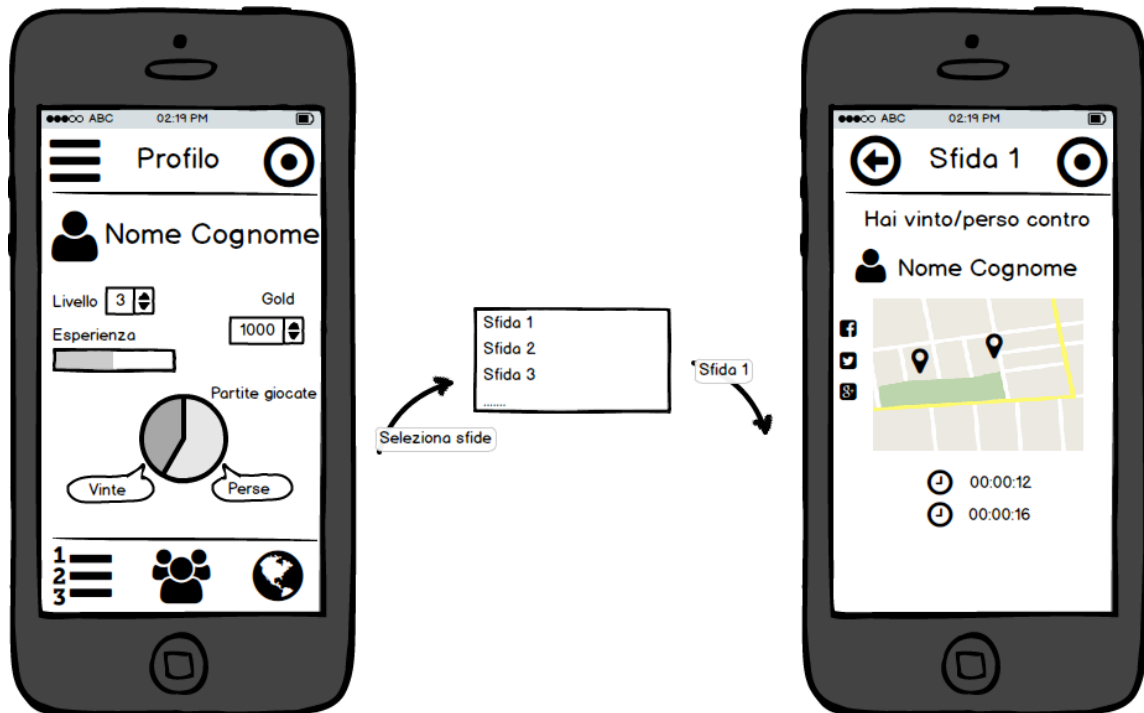 ABC 02:19 PM
Profilo
Nome Cognome
Livello 3
Gold
1000
Esperienza
Partite giocate
Vinte
Perse
1
2
3
Seleziona sfide
Sfida 1
Sfida 2
Sfida 3
.......
Sfida 1
ABC 02:19 PM
Sfida 1
Hai vinto/perso contro
Nome Cognome
00:00:12
00:00:16